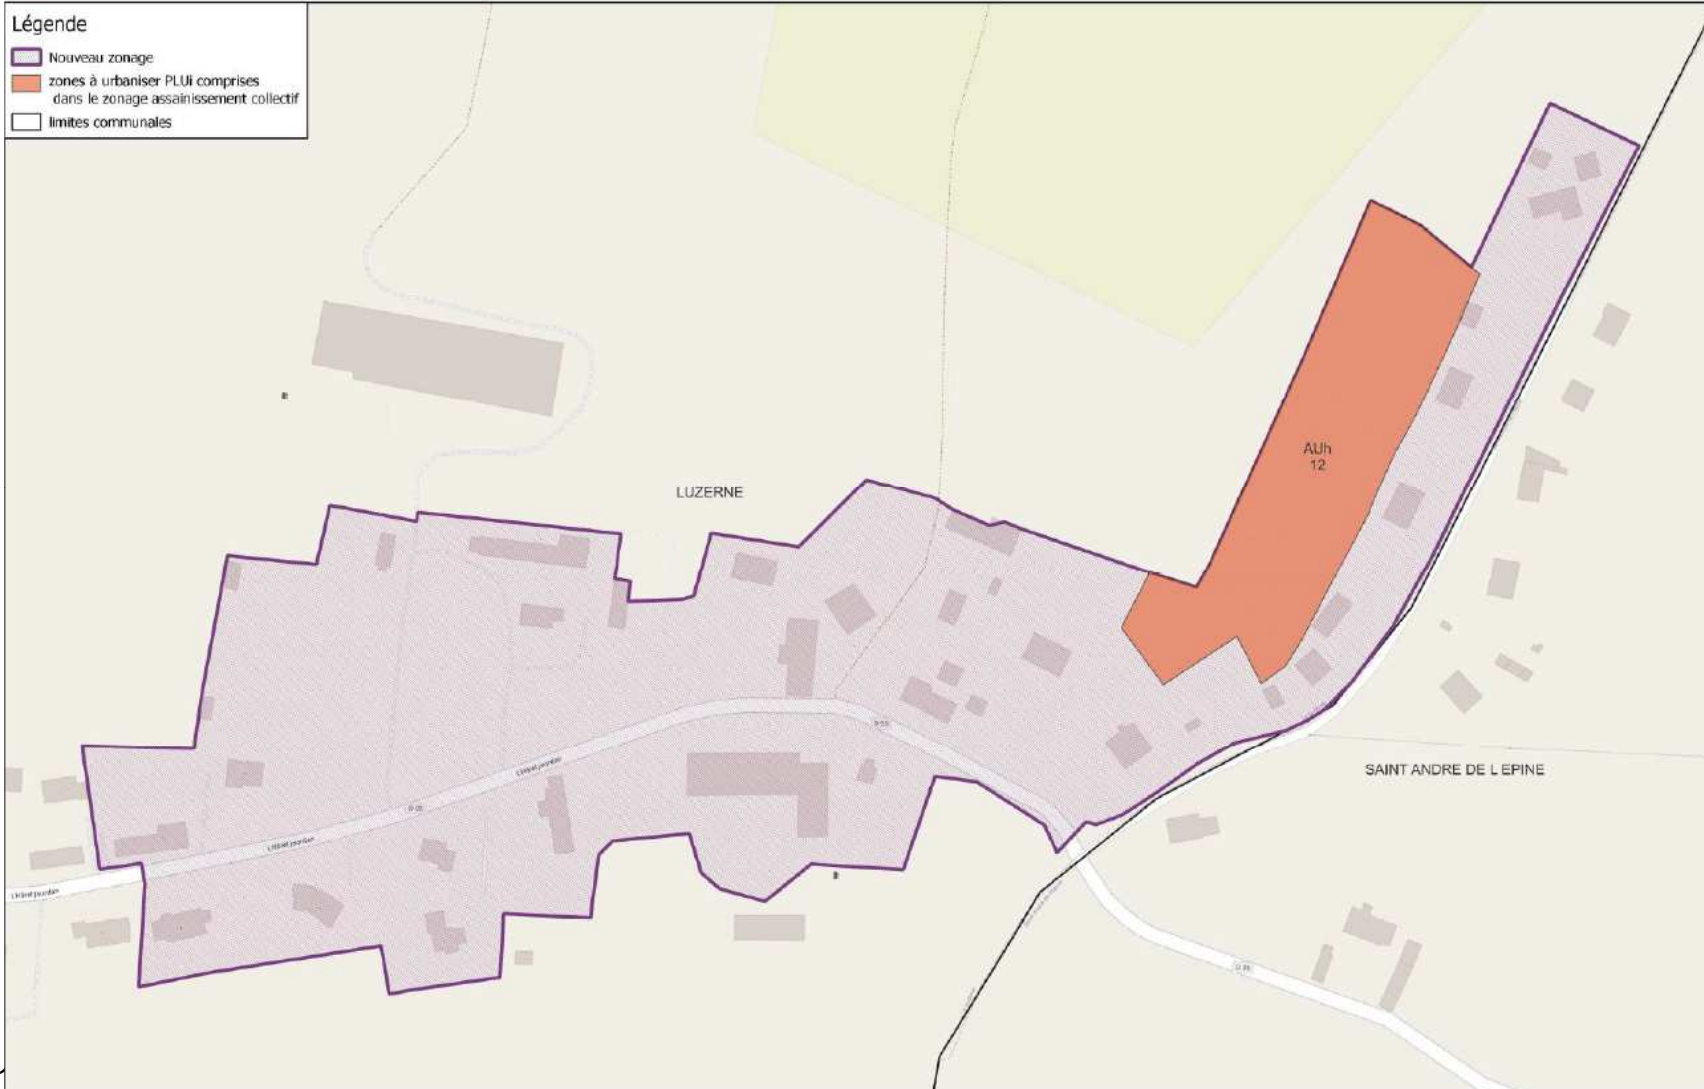 Légende
Nouveau zonage
zones à urbaniser PLUi comprises
dans le zonage assainissement collectif
limites communales
AUh
12
LUZERNE
SAINT ANDRE DE L EPINE